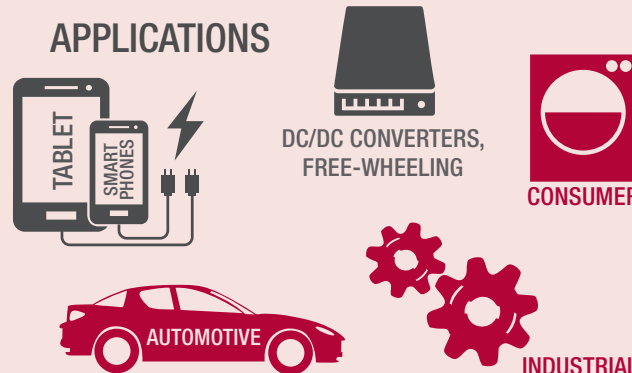 APPLICATIONS
TABLET
SMART
PHONES
DC/DC CONVERTERS,
FREE-WHEELING
CONSUMER
AUTOMOTIVE
INDUSTRIAL